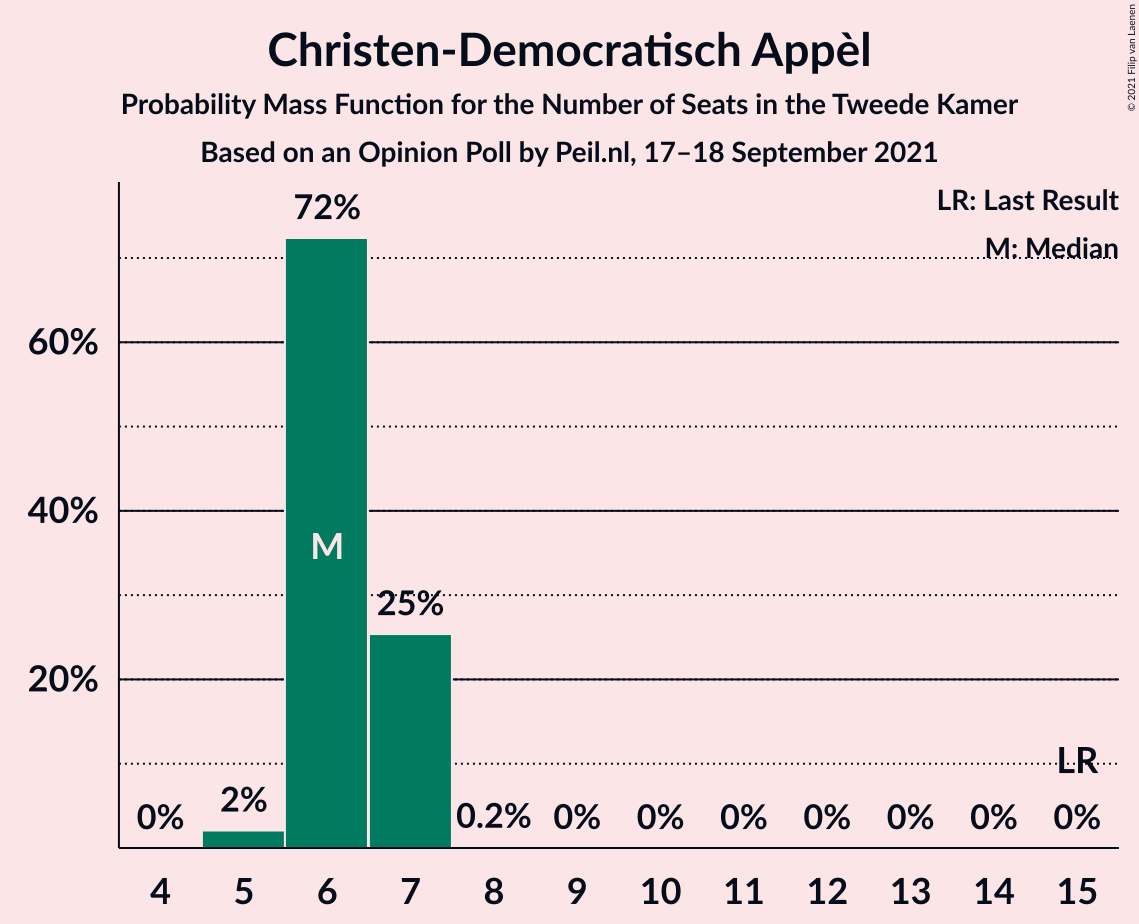 Christen-Democratisch Appèl
Probability Mass Function for the Number of Seats in the Tweede Kamer
Based on an Opinion Poll by Peil.nl, 17–18 September 2021
© 2021 Filip van Laenen
LR: Last Result
M: Median
72%
60%
40%
20%
M
25%
LR
0%
2%
0.2%
0%
0%
0%
0%
0%
0%
0%
4 5 6 7 8 9 10 11 12 13 14 15